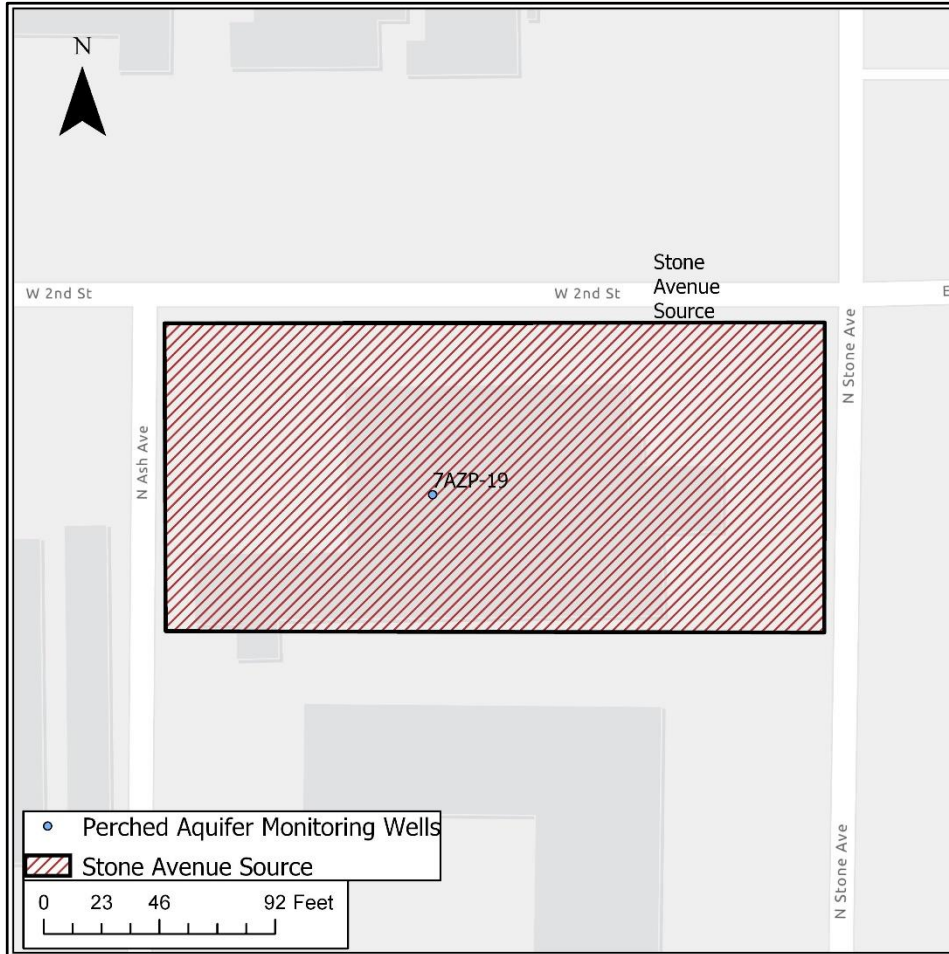 N
Stone
Avenue
Source
W 2nd St
W 2nd St
E
N Stone Ave
N Ash Ave
7AZP-19
N Stone Ave
Perched Aquifer Monitoring Wells
Stone Avenue Source
0 23 46 92 Feet